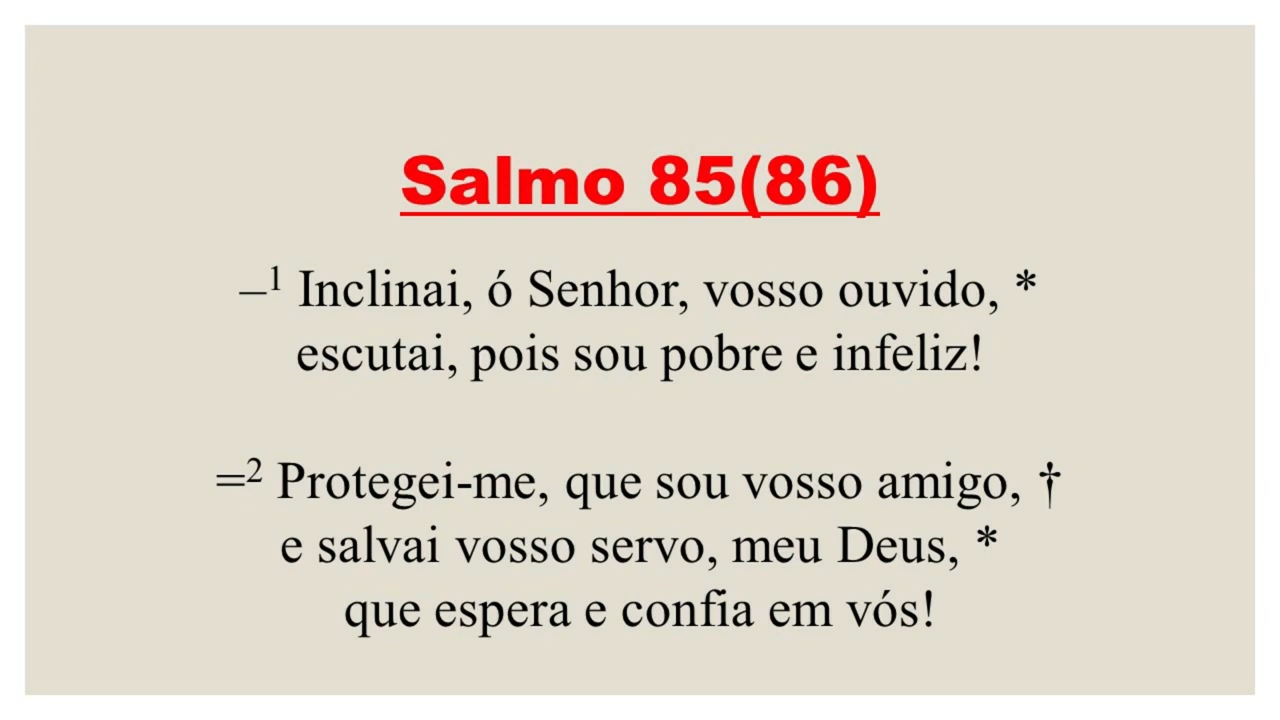 Salmo 85(86)
–¹ Inclinai, ó Senhor, vosso ouvido, *
escutai, pois sou pobre e infeliz!
=² Protegei-me, que sou vosso amigo, †
e salvai vosso servo, meu Deus, *
que espera e confia em vós!